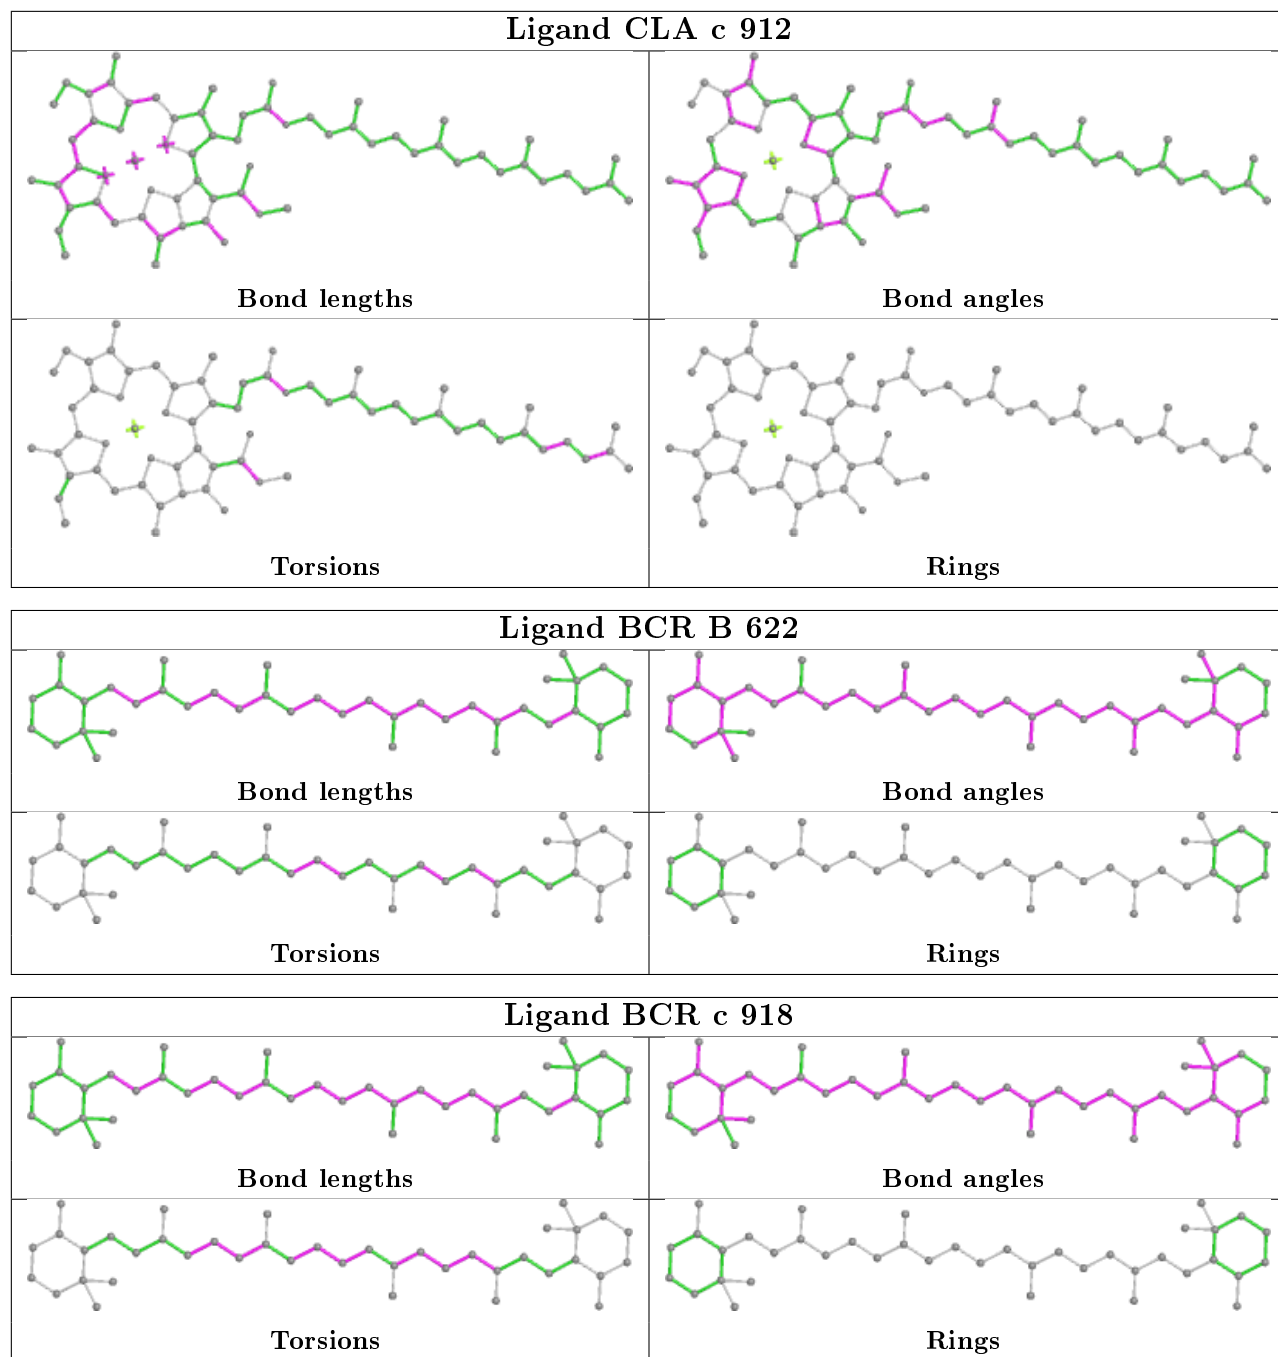 Ligand CLA c 912
Bond lengths
Bond angles
Torsions
Rings
Ligand BCR B 622
Bond lengths
Bond angles
Torsions
Rings
Ligand BCR c 918
Bond lengths
Bond angles
Torsions
Rings